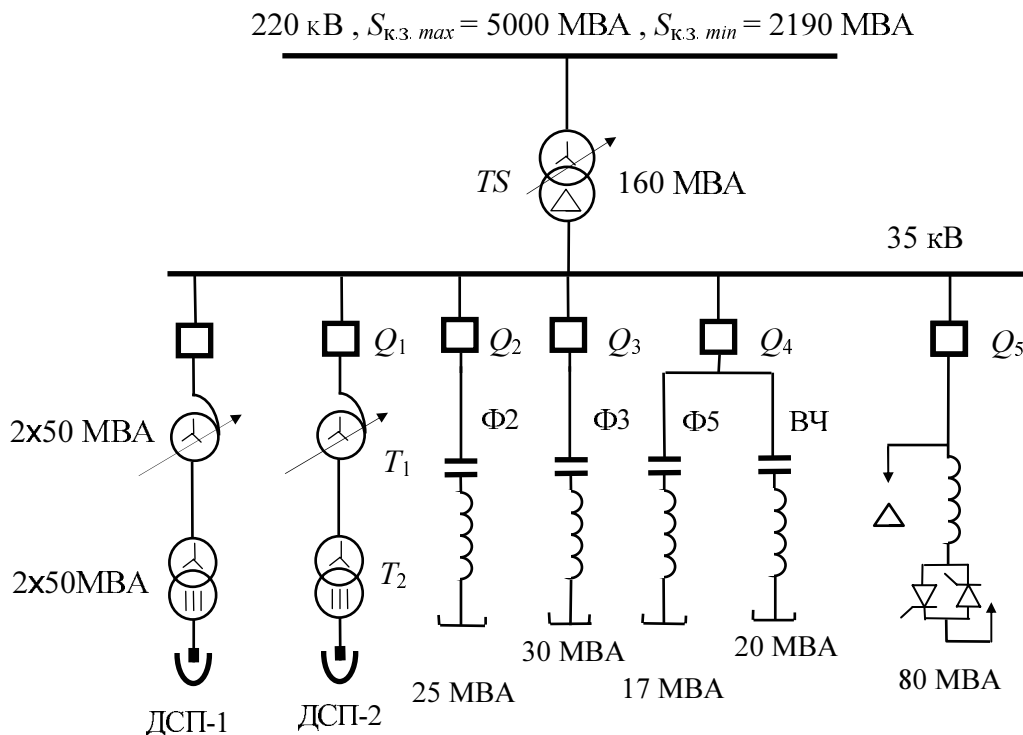 220 кВ , Sк.з. max = 5000 МВА , Sк.з. min = 2190 МВА
TS
160 МВА
35 кВ
Q1
Q2
Q3
Q4
Q5
2x50 МВА
T1
Ф2
Ф3
Ф5
ВЧ
2x50МВА
T2
25 МВА
30 МВА
17 МВА
20 МВА
80 МВА
ДСП-1
ДСП-2